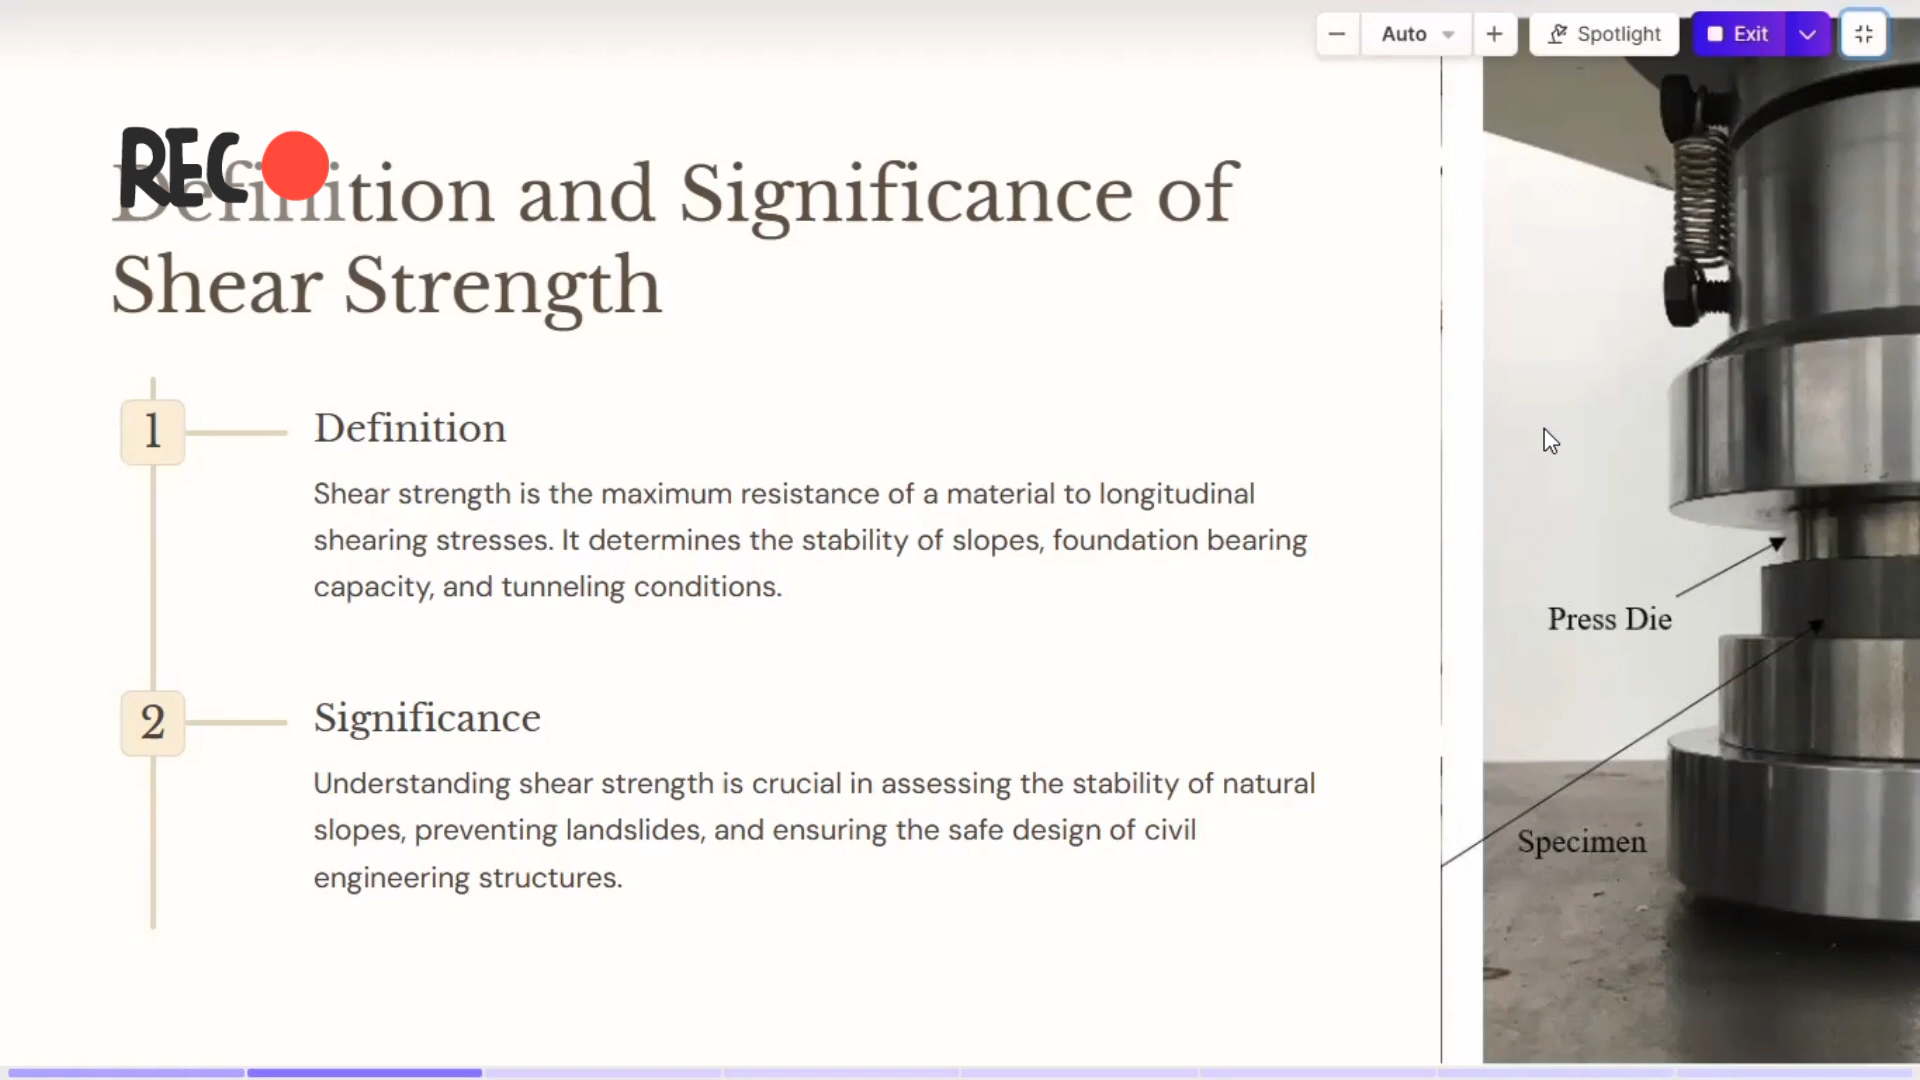 Auto
Spotlight
Exit
REC
Definition and Significance of
Shear Strength
1
Definition
Shear strength is the maximum resistance of a material to longitudinal
shearing stresses. It determines the stability of slopes, foundation bearing
capacity, and tunneling conditions.
2
Significance
Understanding shear strength is crucial in assessing the stability of natural
slopes, preventing landslides, and ensuring the safe design of civil
engineering structures.
Press Die
Specimen